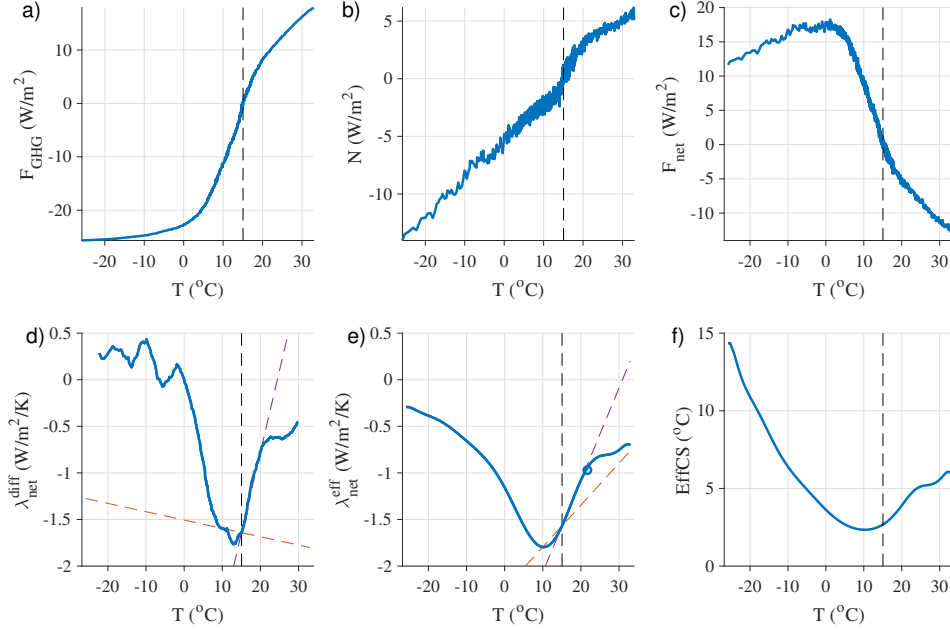 a)
10
0
-10
-20
F_GHG (W/m²)
-20 -10 0 10 20 30
T (°C)
b)
5
0
-5
-10
N (W/m²)
-20 -10 0 10 20 30
T (°C)
c)
20
15
10
5
0
-5
-10
F_net (W/m²)
-20 -10 0 10 20 30
T (°C)
d)
0.5
0
-0.5
-1
-1.5
-2
λ_net^diff (W/m²/K)
-20 -10 0 10 20 30
T (°C)
e)
0.5
0
-0.5
-1
-1.5
-2
λ_net^eff (W/m²/K)
-20 -10 0 10 20 30
T (°C)
f)
15
10
5
0
EffCS (°C)
-20 -10 0 10 20 30
T (°C)